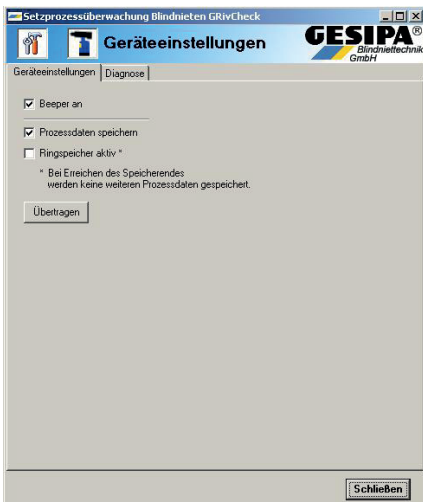 Setzprozessüberwachung Blindnieten GRivCheck
Geräteeinstellungen
GESIPA®
Blindniettechnik
GmbH
Geräteeinstellungen Diagnose
Beeper an
Prozessdaten speichern
Ringspeicher aktiv *
* Bei Erreichen des Speicherendes
werden keine weiteren Prozessdaten gespeichert.
Übertragen
Schließen